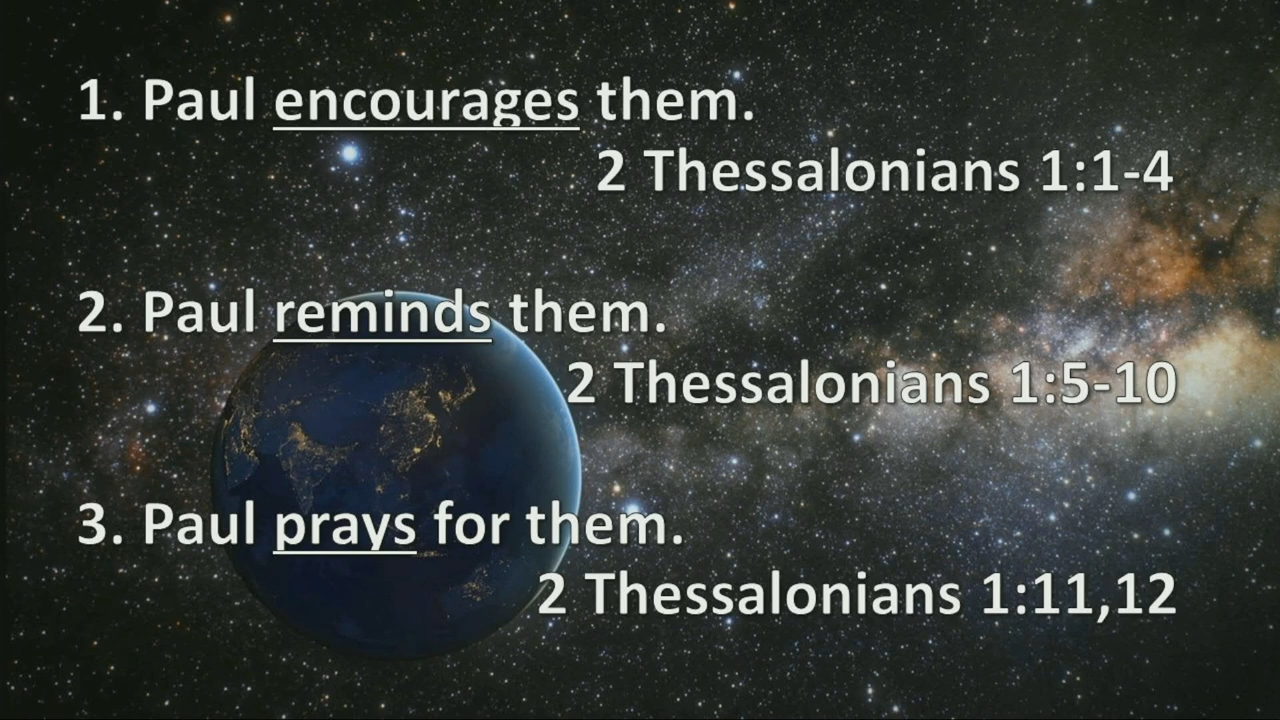 1. Paul encourages them.
2 Thessalonians 1:1-4
2. Paul reminds them.
2 Thessalonians 1:5-10
3. Paul prays for them.
2 Thessalonians 1:11,12